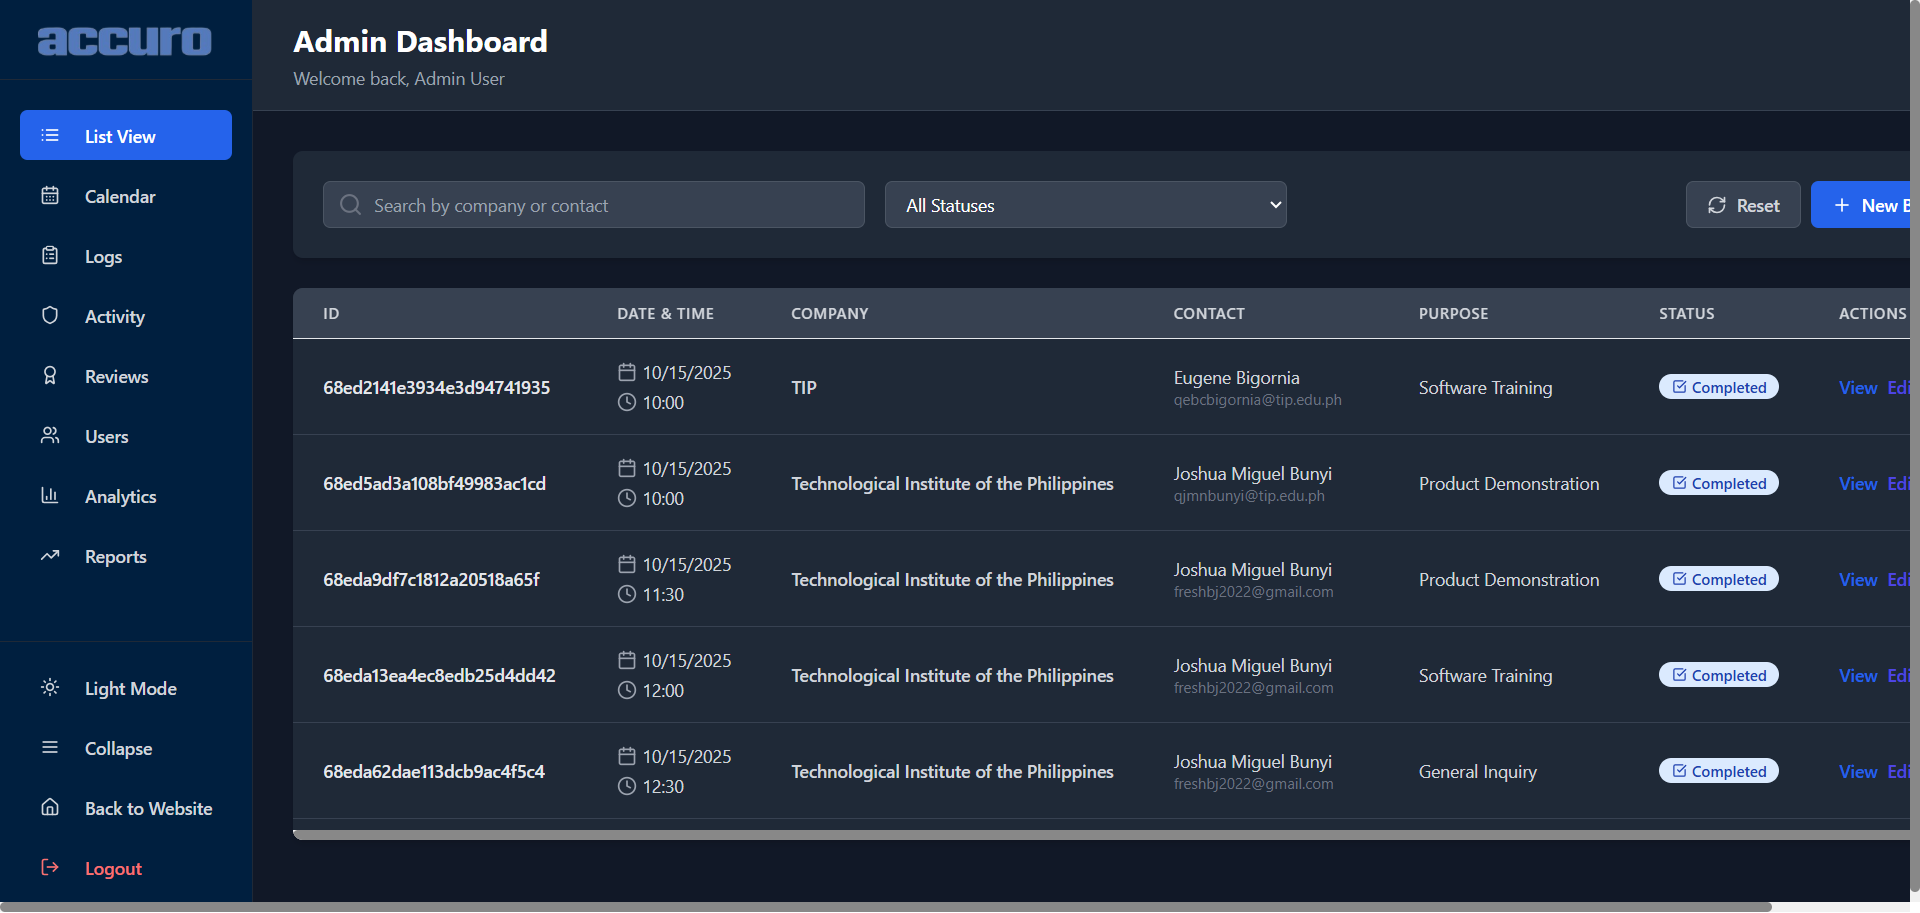 accuro
Admin Dashboard
Welcome back, Admin User
List View
Calendar
Logs
Activity
Reviews
Users
Analytics
Reports
Light Mode
Collapse
Back to Website
Logout
Search by company or contact
All Statuses
Reset
New B
ID DATE & TIME COMPANY CONTACT PURPOSE STATUS ACTIONS
68ed2141e3934e3d94741935 10/15/2025 10:00 TIP Eugene Bigornia qebcbigornia@tip.edu.ph Software Training Completed View Edi
68ed5ad3a108bf49983ac1cd 10/15/2025 10:00 Technological Institute of the Philippines Joshua Miguel Bunyi qjmnbunyi@tip.edu.ph Product Demonstration Completed View Edi
68eda9df7c1812a20518a65f 10/15/2025 11:30 Technological Institute of the Philippines Joshua Miguel Bunyi freshbj2022@gmail.com Product Demonstration Completed View Edi
68eda13ea4ec8edb25d4dd42 10/15/2025 12:00 Technological Institute of the Philippines Joshua Miguel Bunyi freshbj2022@gmail.com Software Training Completed View Edi
68eda62dae113dcb9ac4f5c4 10/15/2025 12:30 Technological Institute of the Philippines Joshua Miguel Bunyi freshbj2022@gmail.com General Inquiry Completed View Edi